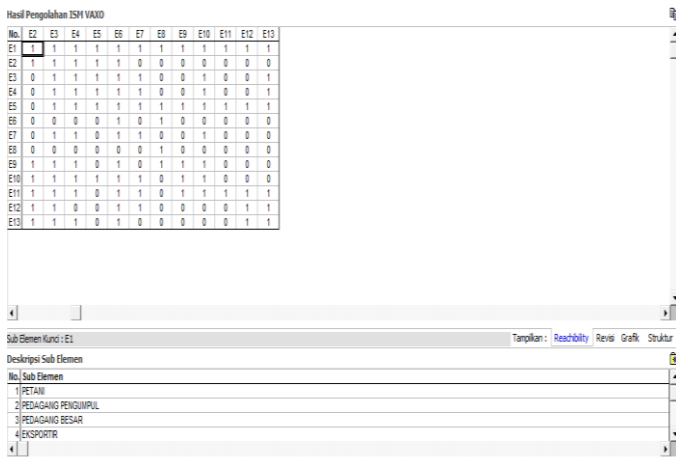 Hasil Pengolahan ISM VAXO
No. E2 E3 E4 E5 E6 E7 E8 E9 E10 E11 E12 E13
E1 1 1 1 1 1 1 1 1 1 1 1 1
E2 1 1 1 1 1 0 0 0 0 0 0 0
E3 0 1 1 1 1 1 0 0 1 0 0 1
E4 0 1 1 1 1 1 0 0 1 0 0 1
E5 0 1 1 1 1 1 1 1 1 1 1 1
E6 0 0 0 0 1 0 1 0 0 0 0 0
E7 0 1 1 0 1 1 0 0 1 0 0 0
E8 0 0 0 0 0 0 1 0 0 0 0 0
E9 1 1 1 0 1 0 1 1 1 0 0 0
E10 1 1 1 1 1 1 0 1 1 0 0 0
E11 1 1 1 0 1 1 0 1 1 1 1 1
E12 1 1 0 0 1 1 0 0 0 0 1 1
E13 1 1 1 0 1 0 0 0 0 0 1 1
Sub Elemen Kunci : E1
Tampilkan : Reachibility Revisi Grafik Struktur
Deskripsi Sub Elemen
No. Sub Elemen
1 PETANI
2 PEDAGANG PENGUMPUL
3 PEDAGANG BESAR
4 EKSPORTIR